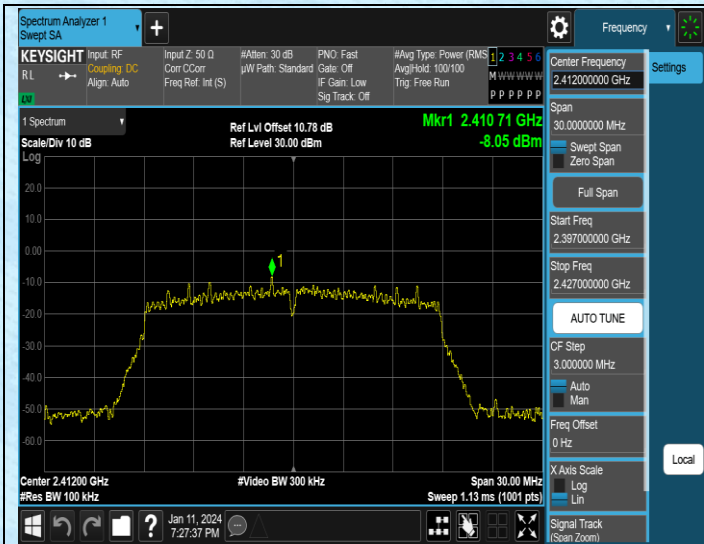 Spectrum Analyzer 1
Swept SA
+
Frequency
KEYSIGHT
RL
LXI
Input: RF
Coupling: DC
Align: Auto
Input Z: 50 Ω
Corr CCorr
Freq Ref: Int (S)
#Atten: 30 dB
µW Path: Standard
PNO: Fast
Gate: Off
IF Gain: Low
Sig Track: Off
#Avg Type: Power (RMS
Avg|Hold: 100/100
Trig: Free Run
1 2 3 4 5 6
M W W W W W
P P P P P P
1 Spectrum
Scale/Div 10 dB
Ref Lvl Offset 10.78 dB
Ref Level 30.00 dBm
Mkr1 2.410 71 GHz
-8.05 dBm
Log
20.0
10.0
0.00
-10.0
-20.0
-30.0
-40.0
-50.0
-60.0
1
Center 2.41200 GHz
#Res BW 100 kHz
#Video BW 300 kHz
Span 30.00 MHz
Sweep 1.13 ms (1001 pts)
Center Frequency
2.412000000 GHz
Span
30.0000000 MHz
Swept Span
Zero Span
Full Span
Start Freq
2.397000000 GHz
Stop Freq
2.427000000 GHz
AUTO TUNE
CF Step
3.000000 MHz
Auto
Man
Freq Offset
0 Hz
X Axis Scale
Log
Lin
Signal Track
(Span Zoom)
Settings
Local
?
Jan 11, 2024
7:27:37 PM